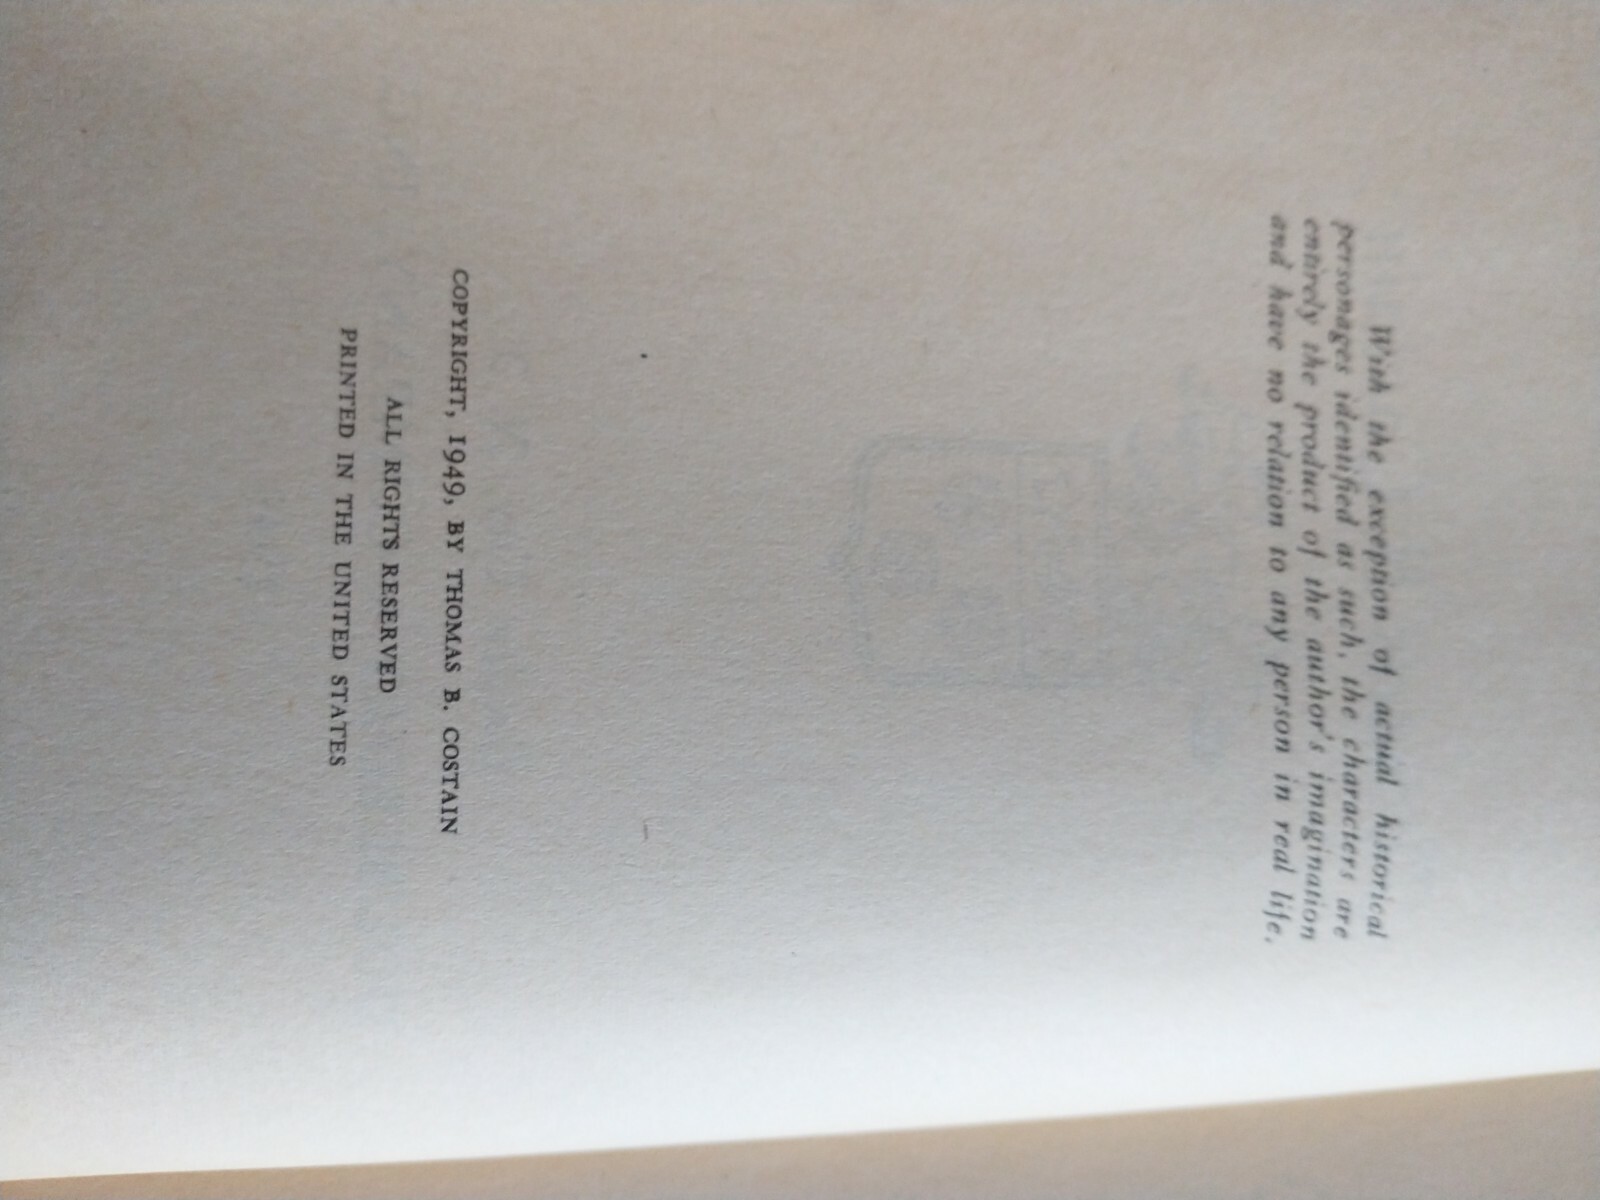 With the exception of actual historical
personages identified as such, the characters are
entirely the product of the author's imagination
and have no relation to any person in real life.
COPYRIGHT, 1949, BY THOMAS B. COSTAIN
ALL RIGHTS RESERVED
PRINTED IN THE UNITED STATES